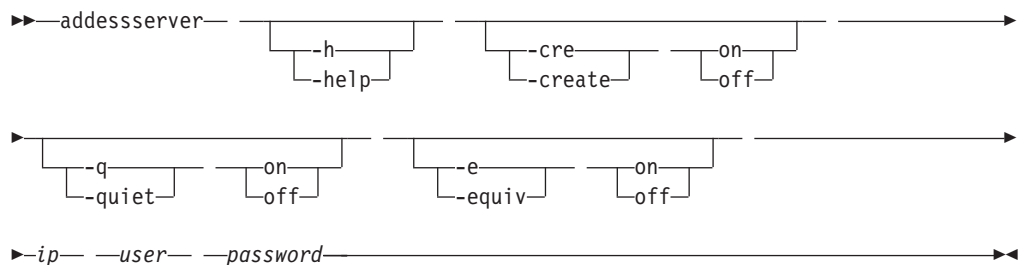 addessserver
-h -cre on
-help -create off
-q on -e on
-quiet off -equiv off
ip user password